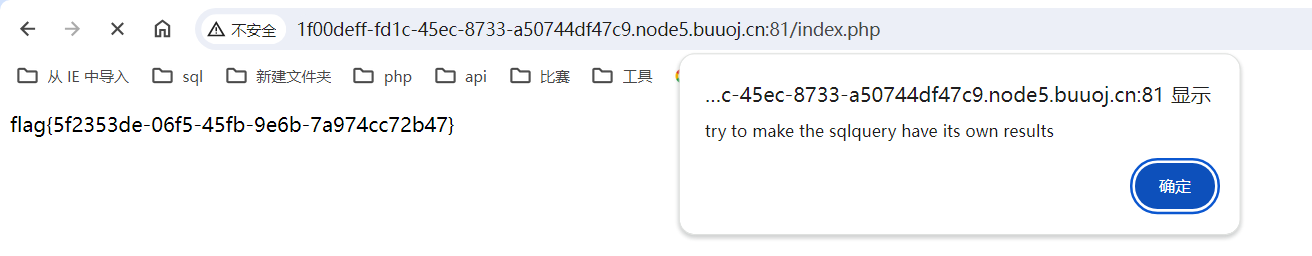 不安全 1f00deff-fd1c-45ec-8733-a50744df47c9.node5.buuoj.cn:81/index.php
从 IE 中导入 sql 新建文件夹 php api 比赛 工具
...c-45ec-8733-a50744df47c9.node5.buuoj.cn:81 显示
flag{5f2353de-06f5-45fb-9e6b-7a974cc72b47}
try to make the sqlquery have its own results
确定